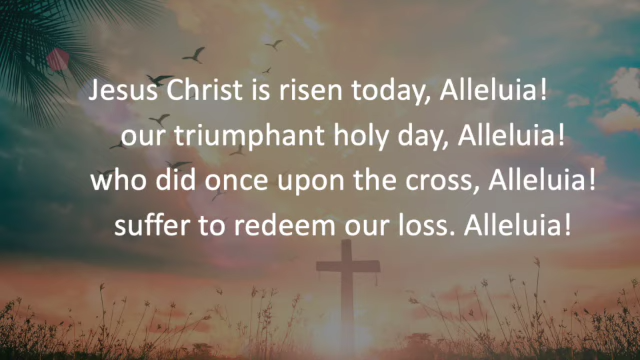 Jesus Christ is risen today, Alleluia!
our triumphant holy day, Alleluia!
who did once upon the cross, Alleluia!
suffer to redeem our loss. Alleluia!